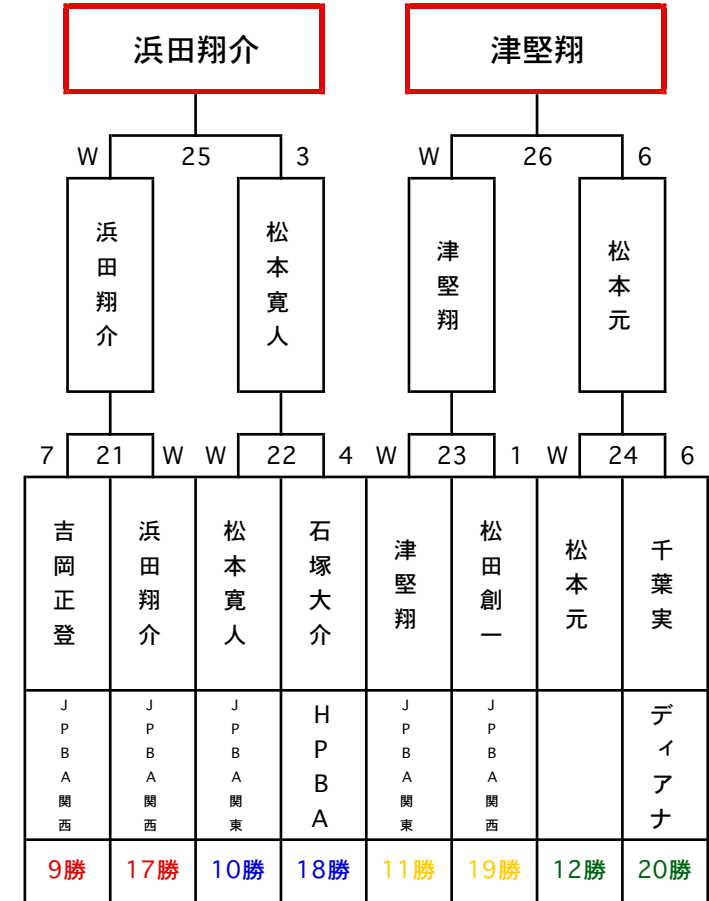 浜田翔介
津堅翔
W 25 3
W 26 6
浜田翔介
松本寛人
津堅翔
松本元
7 21 W
W 22 4
W 23 1
W 24 6
吉岡正登
浜田翔介
松本寛人
石塚大介
津堅翔
松田創一
松本元
千葉実
JPBA関西
JPBA関西
JPBA関東
HPBA
JPBA関東
JPBA関西
ディアナ
9勝
17勝
10勝
18勝
11勝
19勝
12勝
20勝